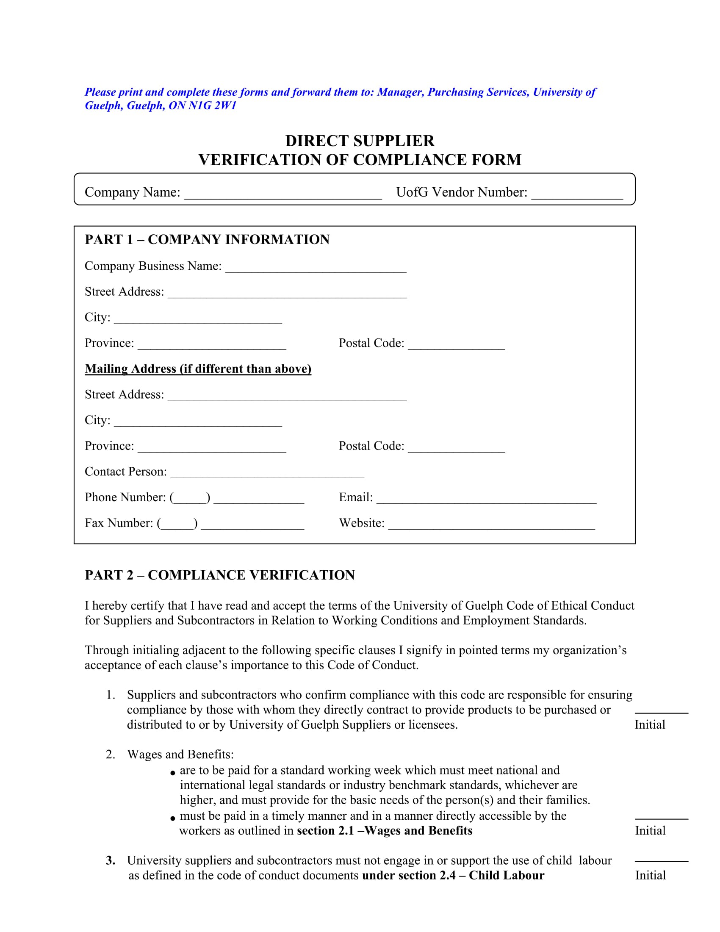 Please print and complete these forms and forward them to: Manager, Purchasing Services, University of
Guelph, Guelph, ON N1G 2W1
DIRECT SUPPLIER
VERIFICATION OF COMPLIANCE FORM
Company Name: ____________________________ UofG Vendor Number: _____________
PART 1 – COMPANY INFORMATION
Company Business Name: ____________________________
Street Address: _____________________________________
City: __________________________
Province: _______________________ Postal Code: _______________
Mailing Address (if different than above)
Street Address: _____________________________________
City: __________________________
Province: _______________________ Postal Code: _______________
Contact Person: ______________________________
Phone Number: (_____) ______________ Email: __________________________________
Fax Number: (_____) ________________ Website: ________________________________
PART 2 – COMPLIANCE VERIFICATION
I hereby certify that I have read and accept the terms of the University of Guelph Code of Ethical Conduct
for Suppliers and Subcontractors in Relation to Working Conditions and Employment Standards.
Through initialing adjacent to the following specific clauses I signify in pointed terms my organization's
acceptance of each clause's importance to this Code of Conduct.
1. Suppliers and subcontractors who confirm compliance with this code are responsible for ensuring
compliance by those with whom they directly contract to provide products to be purchased or ________
distributed to or by University of Guelph Suppliers or licensees. Initial
2. Wages and Benefits:
• are to be paid for a standard working week which must meet national and
international legal standards or industry benchmark standards, whichever are
higher, and must provide for the basic needs of the person(s) and their families.
• must be paid in a timely manner and in a manner directly accessible by the ________
workers as outlined in section 2.1 –Wages and Benefits Initial
3. University suppliers and subcontractors must not engage in or support the use of child labour ________
as defined in the code of conduct documents under section 2.4 – Child Labour Initial